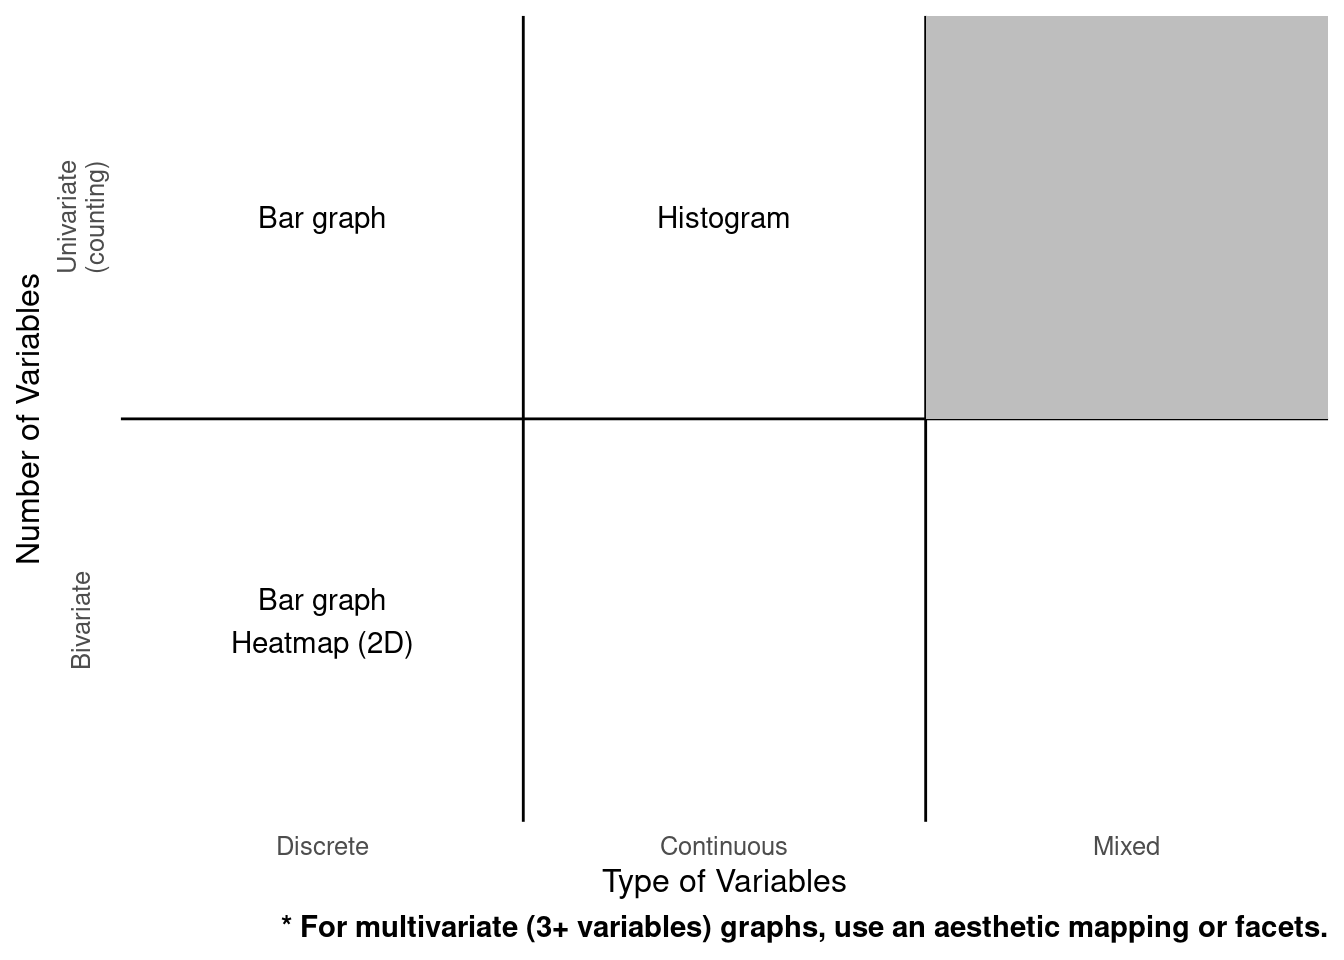 Number of Variables
Univariate
(counting)
Bar graph
Histogram
Bivariate
Bar graph
Heatmap (2D)
Discrete
Continuous
Mixed
Type of Variables
* For multivariate (3+ variables) graphs, use an aesthetic mapping or facets.